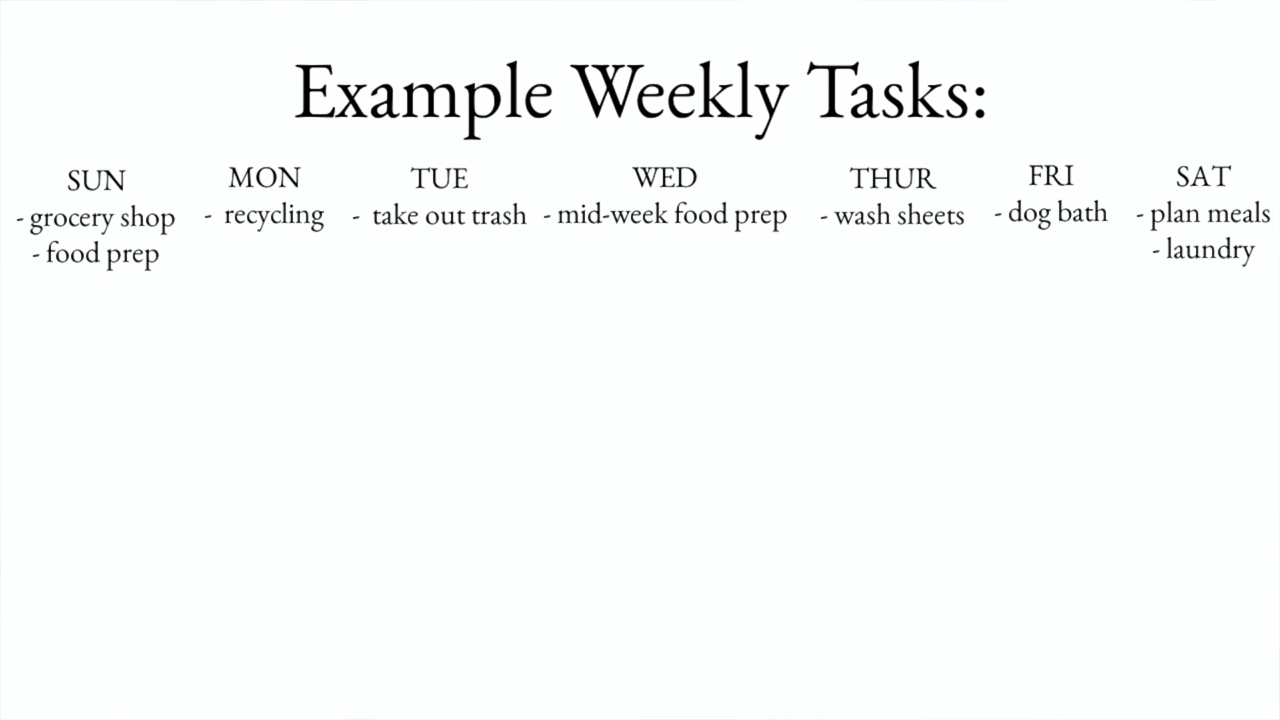 Example Weekly Tasks:
SUN
- grocery shop
- food prep
MON
- recycling
TUE
- take out trash
WED
- mid-week food prep
THUR
- wash sheets
FRI
- dog bath
SAT
- plan meals
- laundry